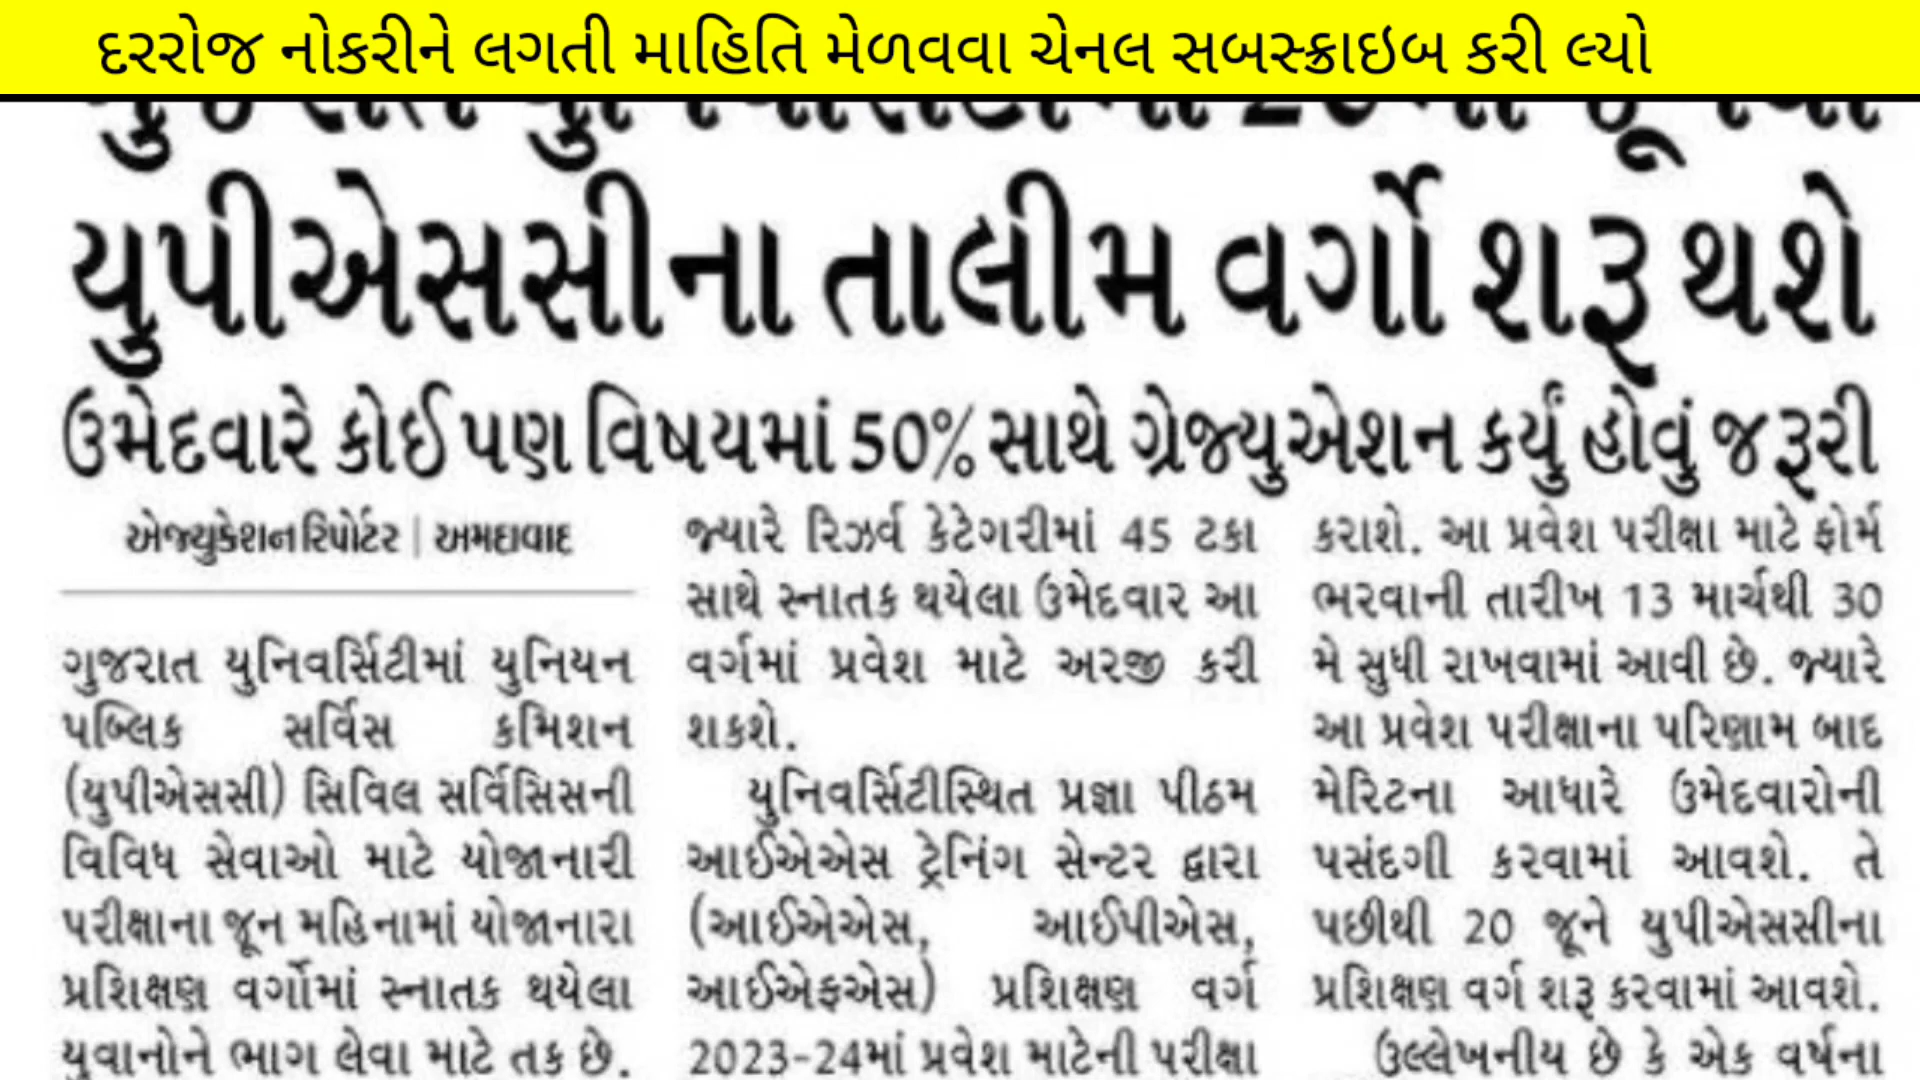 દરરોજ નોકરીને લગતી માહિતિ મેળવવા ચેનલ સબસ્ક્રાઇબ કરી લ્યો
યુપીએસસીના તાલીમ વર્ગો શરૂ થશે
ઉમેદવારે કોઈ પણ વિષયમાં 50% સાથે ગ્રેજ્યુએશન કર્યું હોવું જરૂરી
એજ્યુકેશન રિપોર્ટર | અમદાવાદ
ગુજરાત યુનિવર્સિટીમાં યુનિયન
પબ્લિક સર્વિસ કમિશન
(યુપીએસસી) સિવિલ સર્વિસિસની
વિવિધ સેવાઓ માટે યોજાનારી
પરીક્ષાના જૂન મહિનામાં યોજાનારા
પ્રશિક્ષણ વર્ગોમાં સ્નાતક થયેલા
યુવાનોને ભાગ લેવા માટે તક છે.
જ્યારે રિઝર્વ કેટેગરીમાં 45 ટકા
સાથે સ્નાતક થયેલા ઉમેદવાર આ
વર્ગમાં પ્રવેશ માટે અરજી કરી
શકશે.
યુનિવર્સિટીસ્થિત પ્રજ્ઞા પીઠમ
આઈએએસ ટ્રેનિંગ સેન્ટર દ્વારા
(આઈએએસ, આઈપીએસ,
આઈએફએસ) પ્રશિક્ષણ વર્ગ
2023-24માં પ્રવેશ માટેની પરીક્ષા
કરાશે. આ પ્રવેશ પરીક્ષા માટે ફોર્મ
ભરવાની તારીખ 13 માર્ચથી 30
મે સુધી રાખવામાં આવી છે. જ્યારે
આ પ્રવેશ પરીક્ષાના પરિણામ બાદ
મેરિટના આધારે ઉમેદવારોની
પસંદગી કરવામાં આવશે. તે
પછીથી 20 જૂને યુપીએસસીના
પ્રશિક્ષણ વર્ગ શરૂ કરવામાં આવશે.
ઉલ્લેખનીય છે કે એક વર્ષના